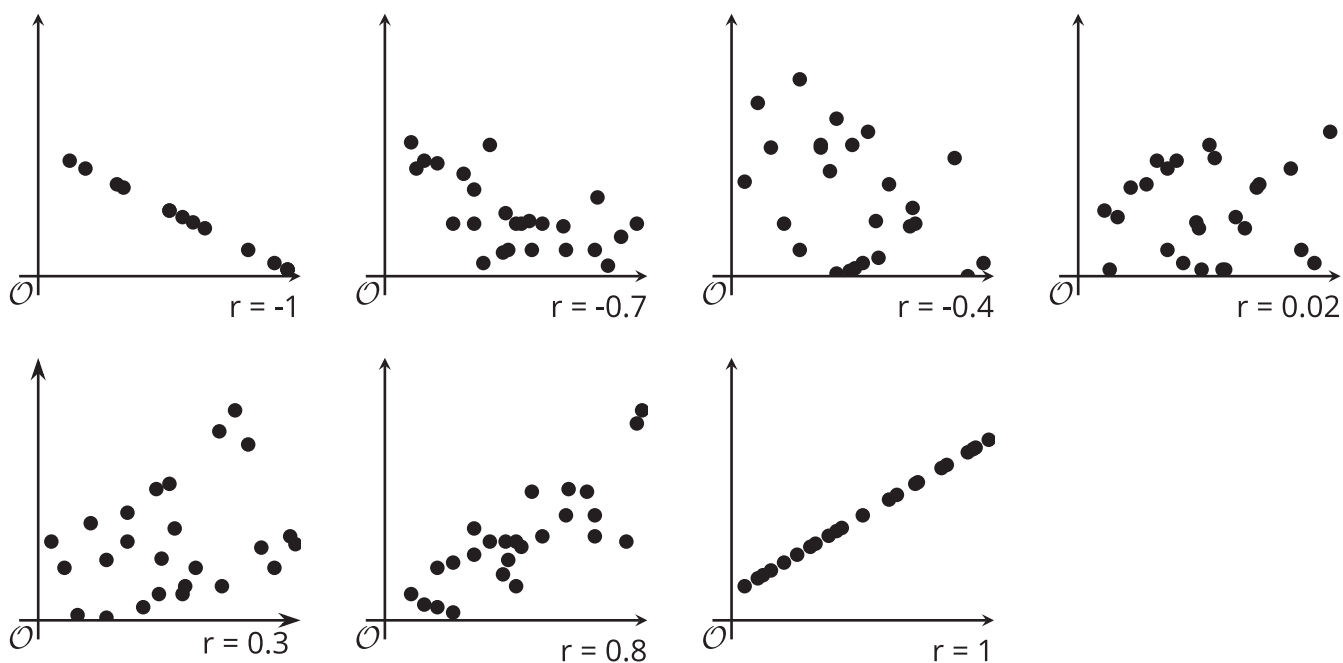 O
r = -1
O
r = -0.7
O
r = -0.4
O
r = 0.02
O
r = 0.3
O
r = 0.8
O
r = 1